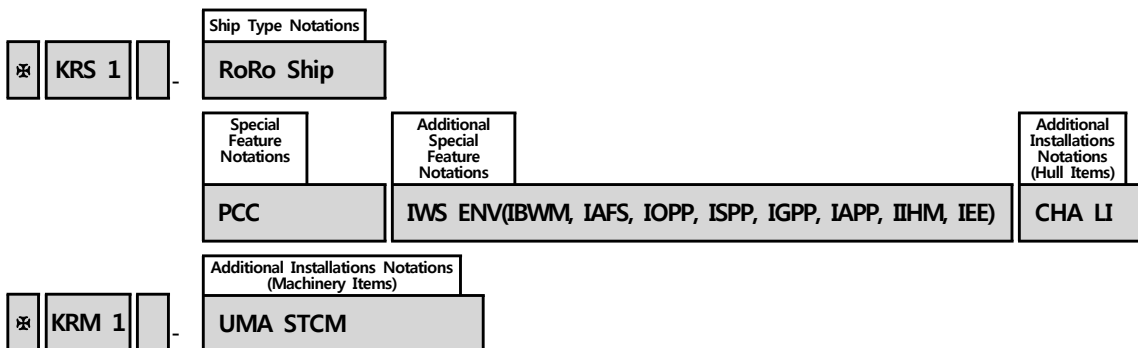 Ship Type Notations
✠ KRS 1 - RoRo Ship
Special
Feature
Notations
Additional
Special
Feature
Notations
Additional
Installations
Notations
(Hull Items)
PCC IWS ENV(IBWM, IAFS, IOPP, ISPP, IGPP, IAPP, IIHM, IEE) CHA LI
Additional Installations Notations
(Machinery Items)
✠ KRM 1 - UMA STCM